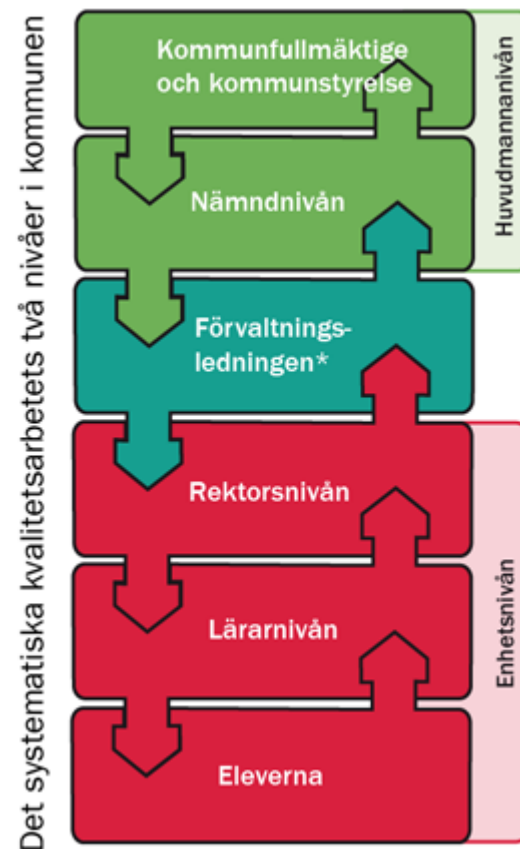 Det systematiska kvalitetsarbetets två nivåer i kommunen
Kommunfullmäktige
och kommunstyrelse
Nämndnivån
Förvaltnings-
ledningen*
Rektorsnivån
Lärarnivån
Eleverna
Huvudmannanivån
Enhetsnivån